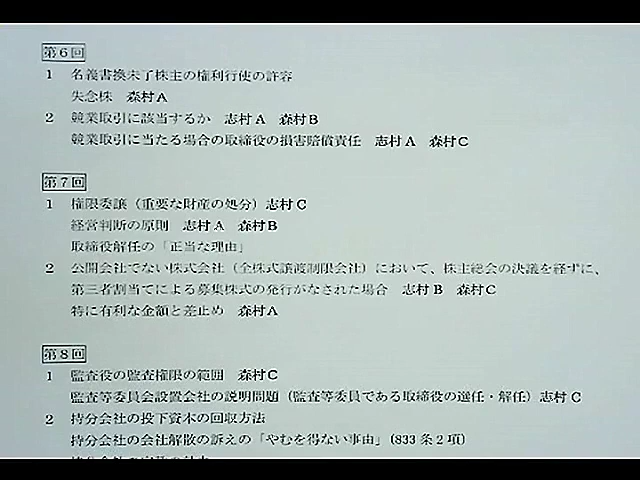 第6回
1 名義書換未了株主の権利行使の許容
失念株 森村A
2 競業取引に該当するか 志村A 森村B
競業取引に当たる場合の取締役の損害賠償責任 志村A 森村C
第7回
1 権限委譲（重要な財産の処分）志村C
経営判断の原則 志村A 森村B
取締役解任の「正当な理由」
2 公開会社でない株式会社（全株式譲渡制限会社）において、株主総会の決議を経ずに、
第三者割当てによる募集株式の発行がなされた場合 志村B 森村C
特に有利な金額と差止め 森村A
第8回
1 監査役の監査権限の範囲 森村C
監査等委員会設置会社の説明問題（監査等委員である取締役の選任・解任）志村C
2 持分会社の投下資本の回収方法
持分会社の会社解散の訴えの「やむを得ない事由」（833条2項）